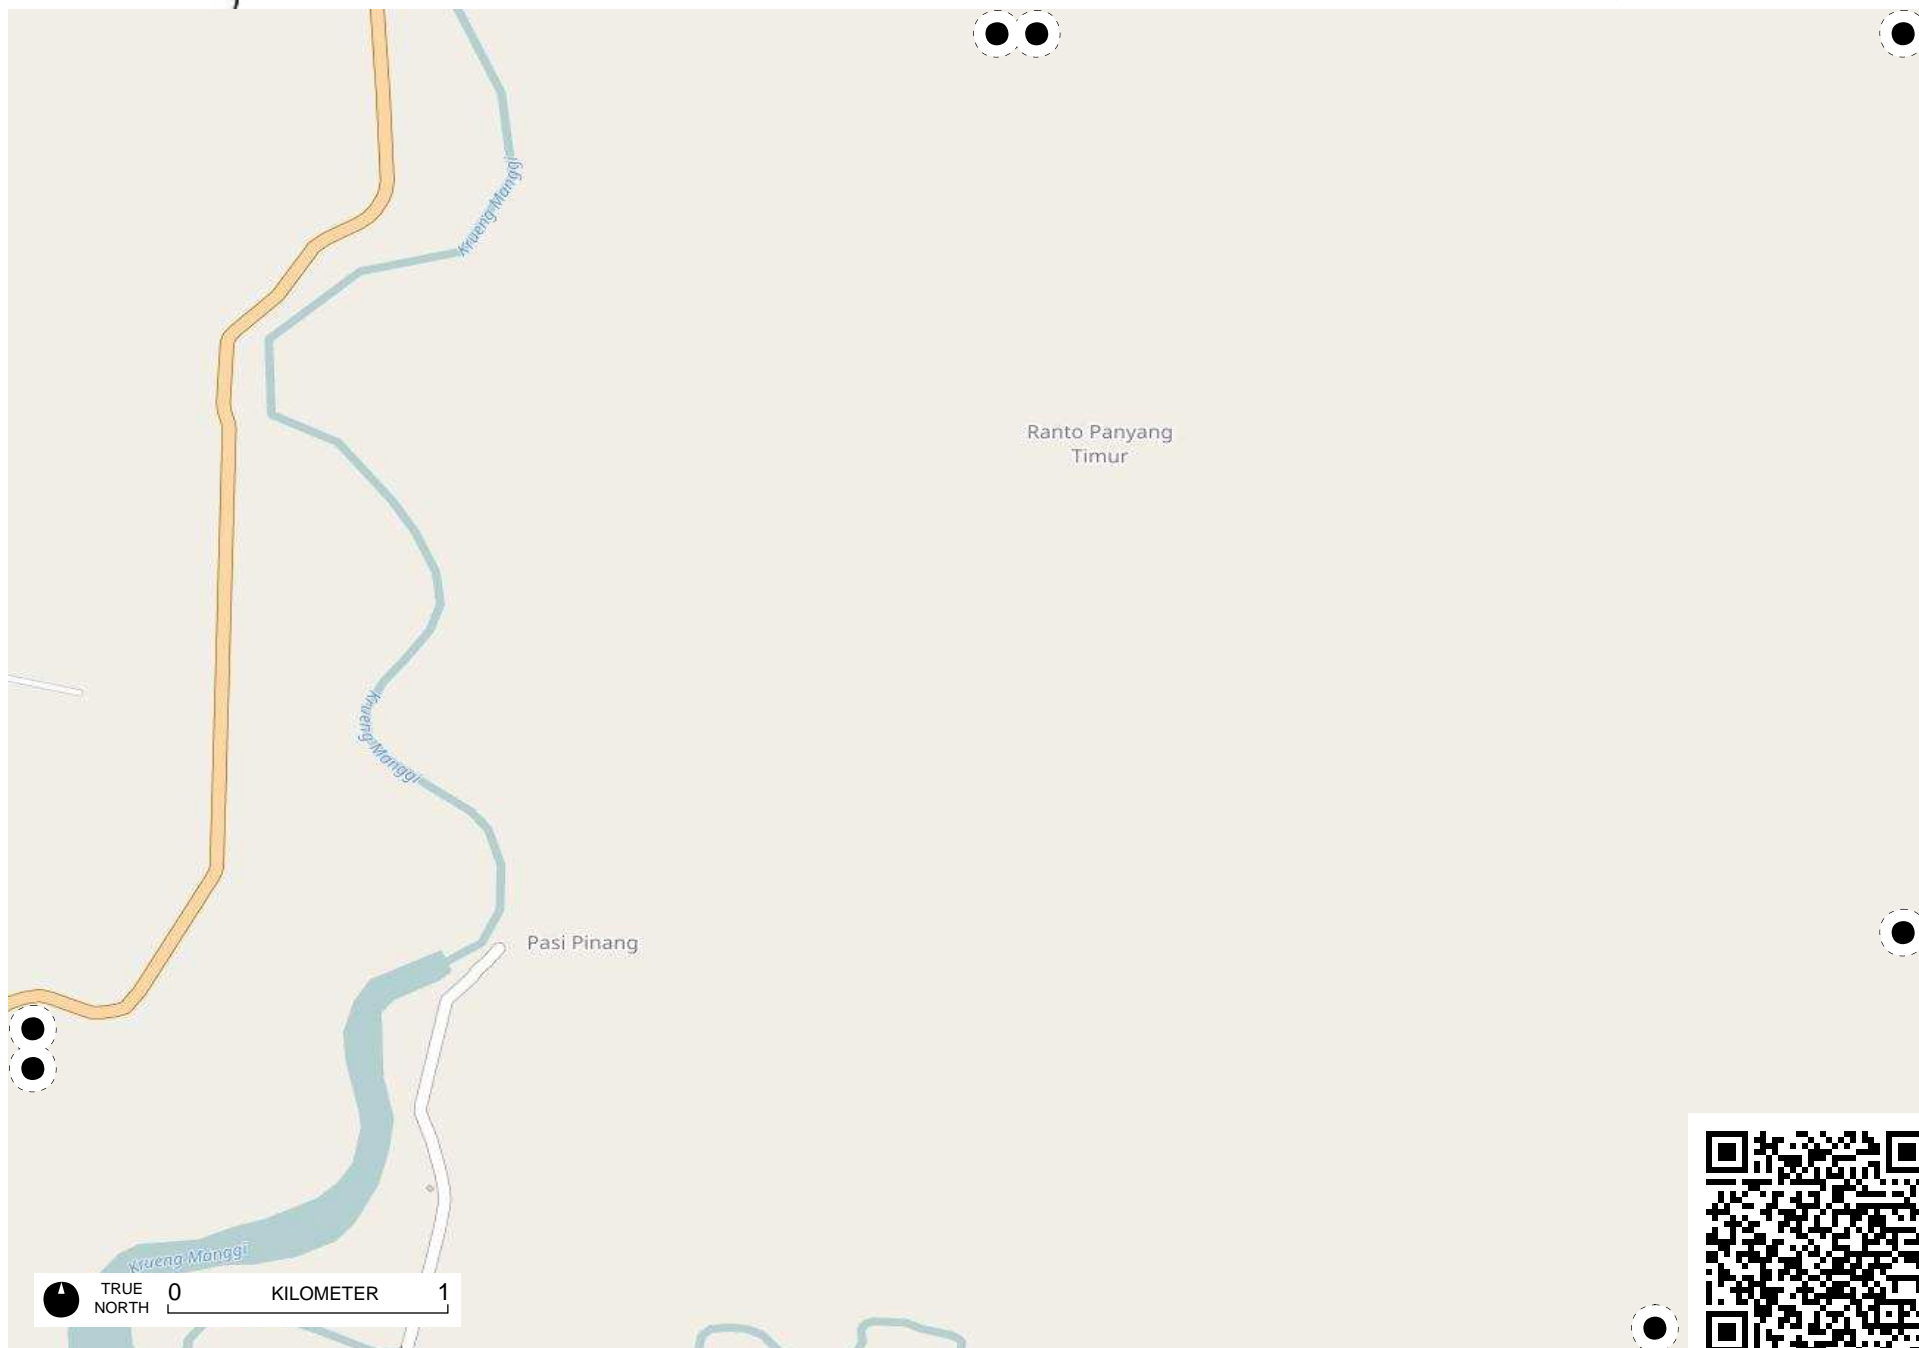 Krueng Manggi
Ranto Panyang
Timur
Krueng Manggi
Pasi Pinang
Krueng Manggi
TRUE
NORTH
0 KILOMETER 1